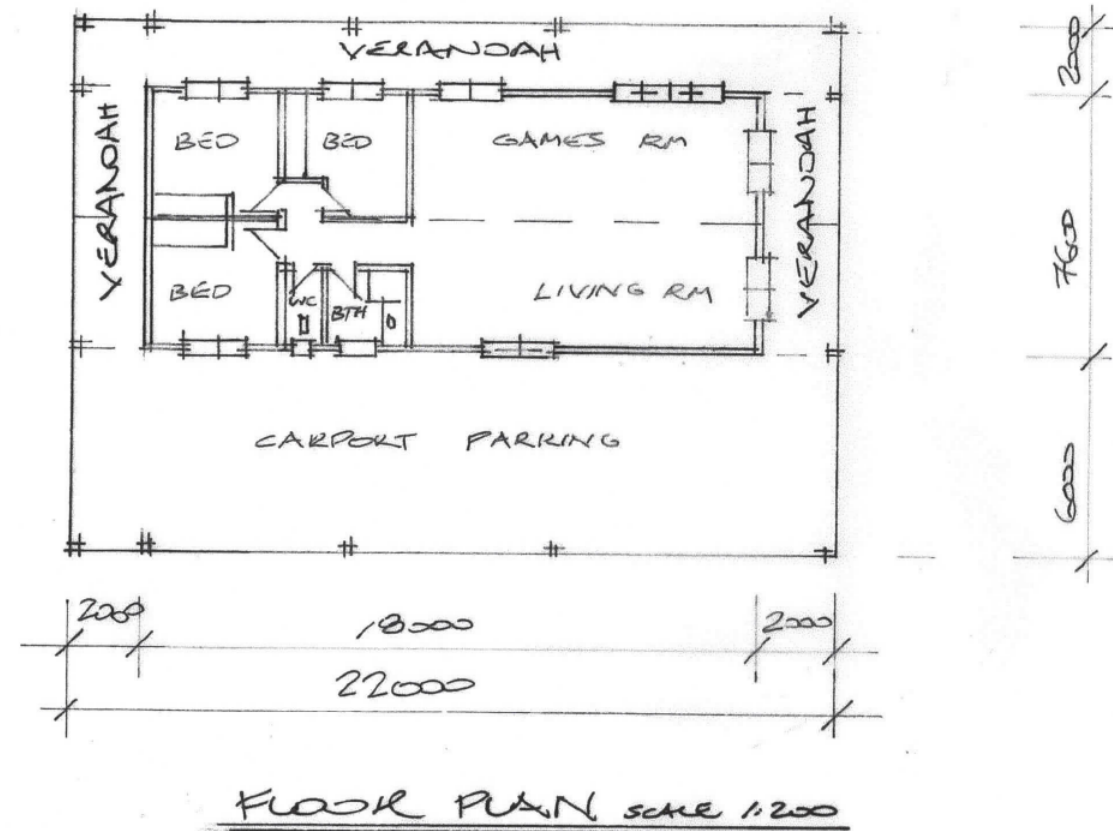 VERANDAH
2000
BED
BED
GAMES RM
VERANDAH
VERANDAH
7600
BED
WC
BTH
LIVING RM
CARPORT PARKING
6000
2000
18000
2000
22000
FLOOR PLAN SCALE 1:200